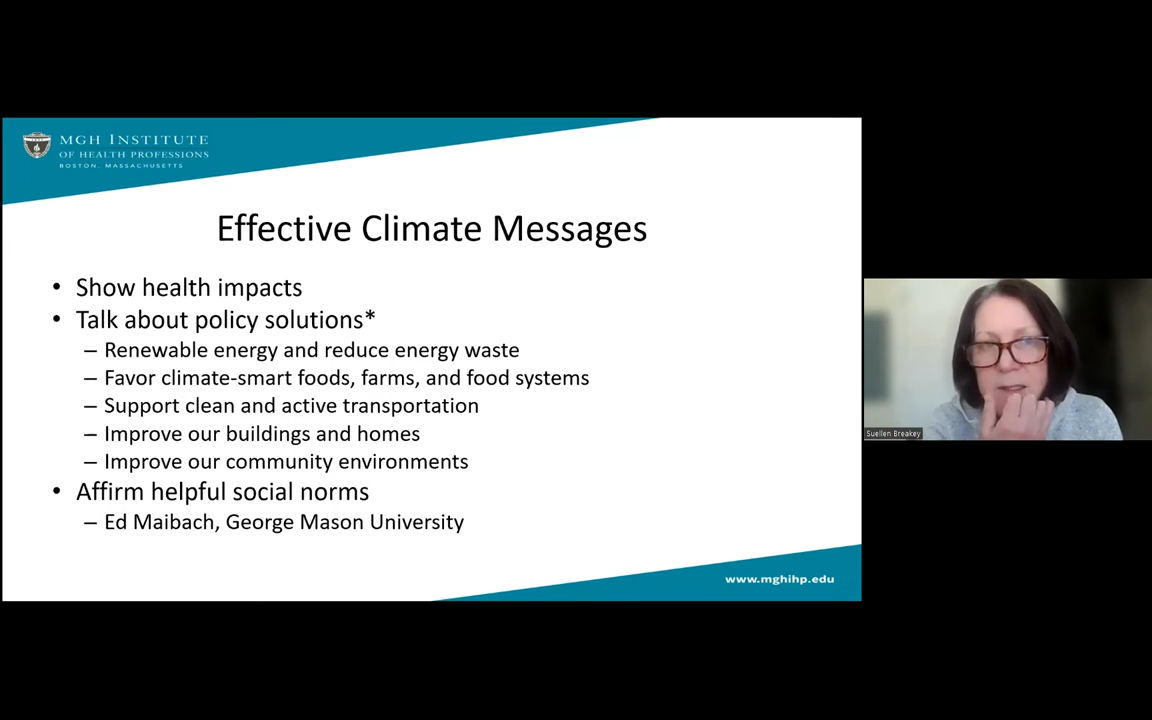 MGH INSTITUTE
OF HEALTH PROFESSIONS
BOSTON, MASSACHUSETTS
Effective Climate Messages
• Show health impacts
• Talk about policy solutions*
– Renewable energy and reduce energy waste
– Favor climate-smart foods, farms, and food systems
– Support clean and active transportation
– Improve our buildings and homes
– Improve our community environments
• Affirm helpful social norms
– Ed Maibach, George Mason University
www.mghihp.edu
Suellen Breakey